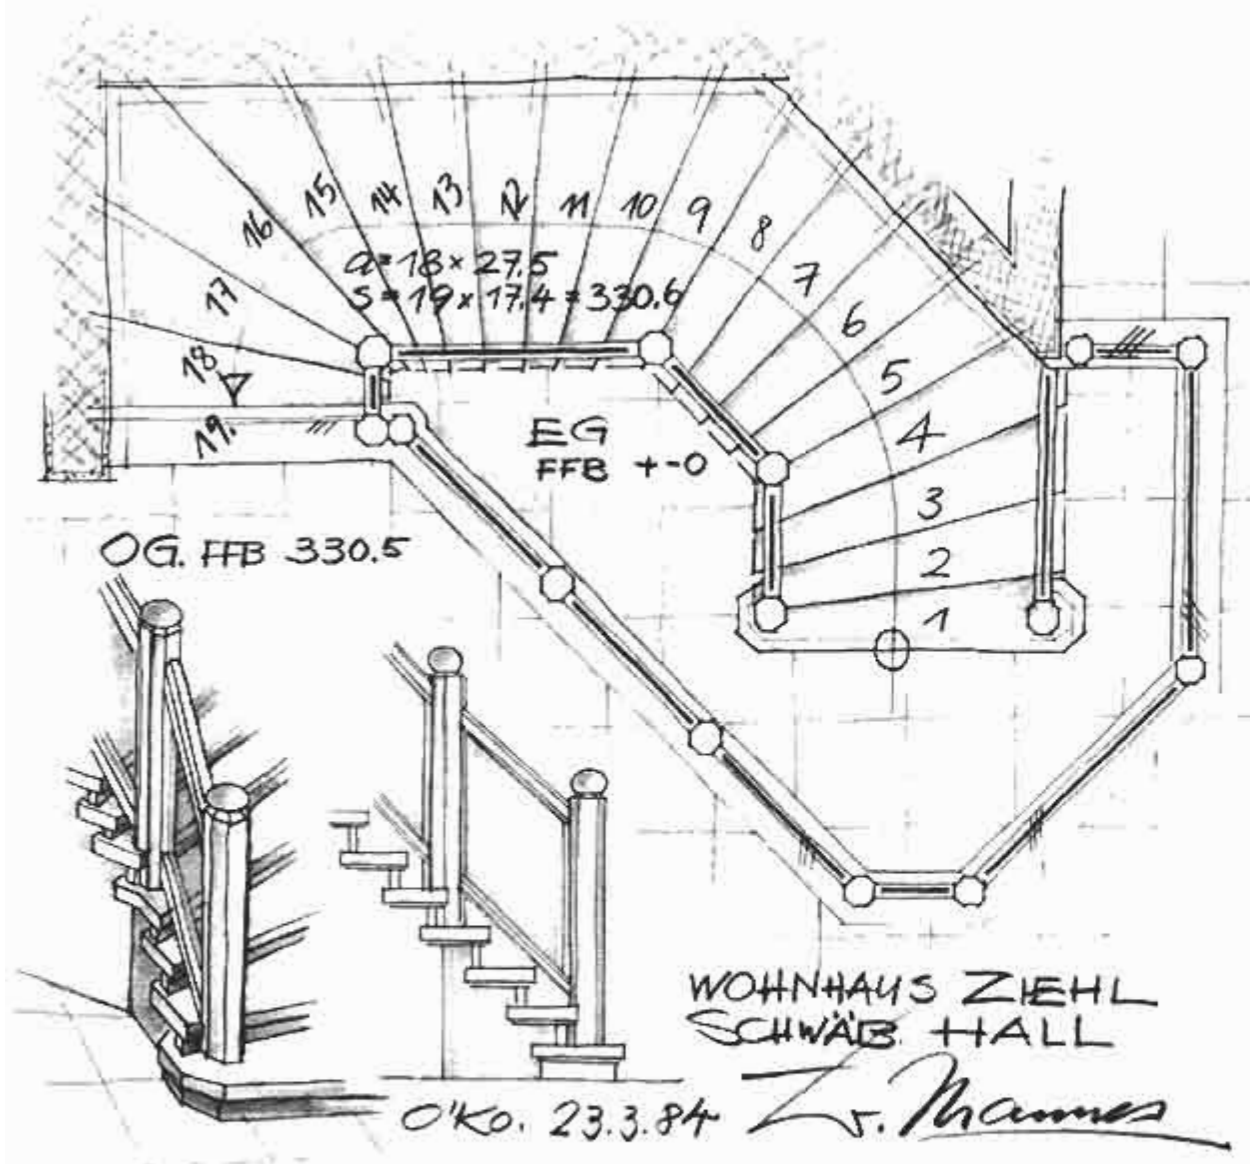 15
14
13
12
11
10
9
8
16
7
17
6
18
5
19.
4
3
2
1
a=18×27.5
S=19×17.4=330.6
EG
FFB +-0
OG. FFB 330.5
WOHNHAUS ZIEHL
SCHWÄB. HALL
O'Ko. 23.3.84